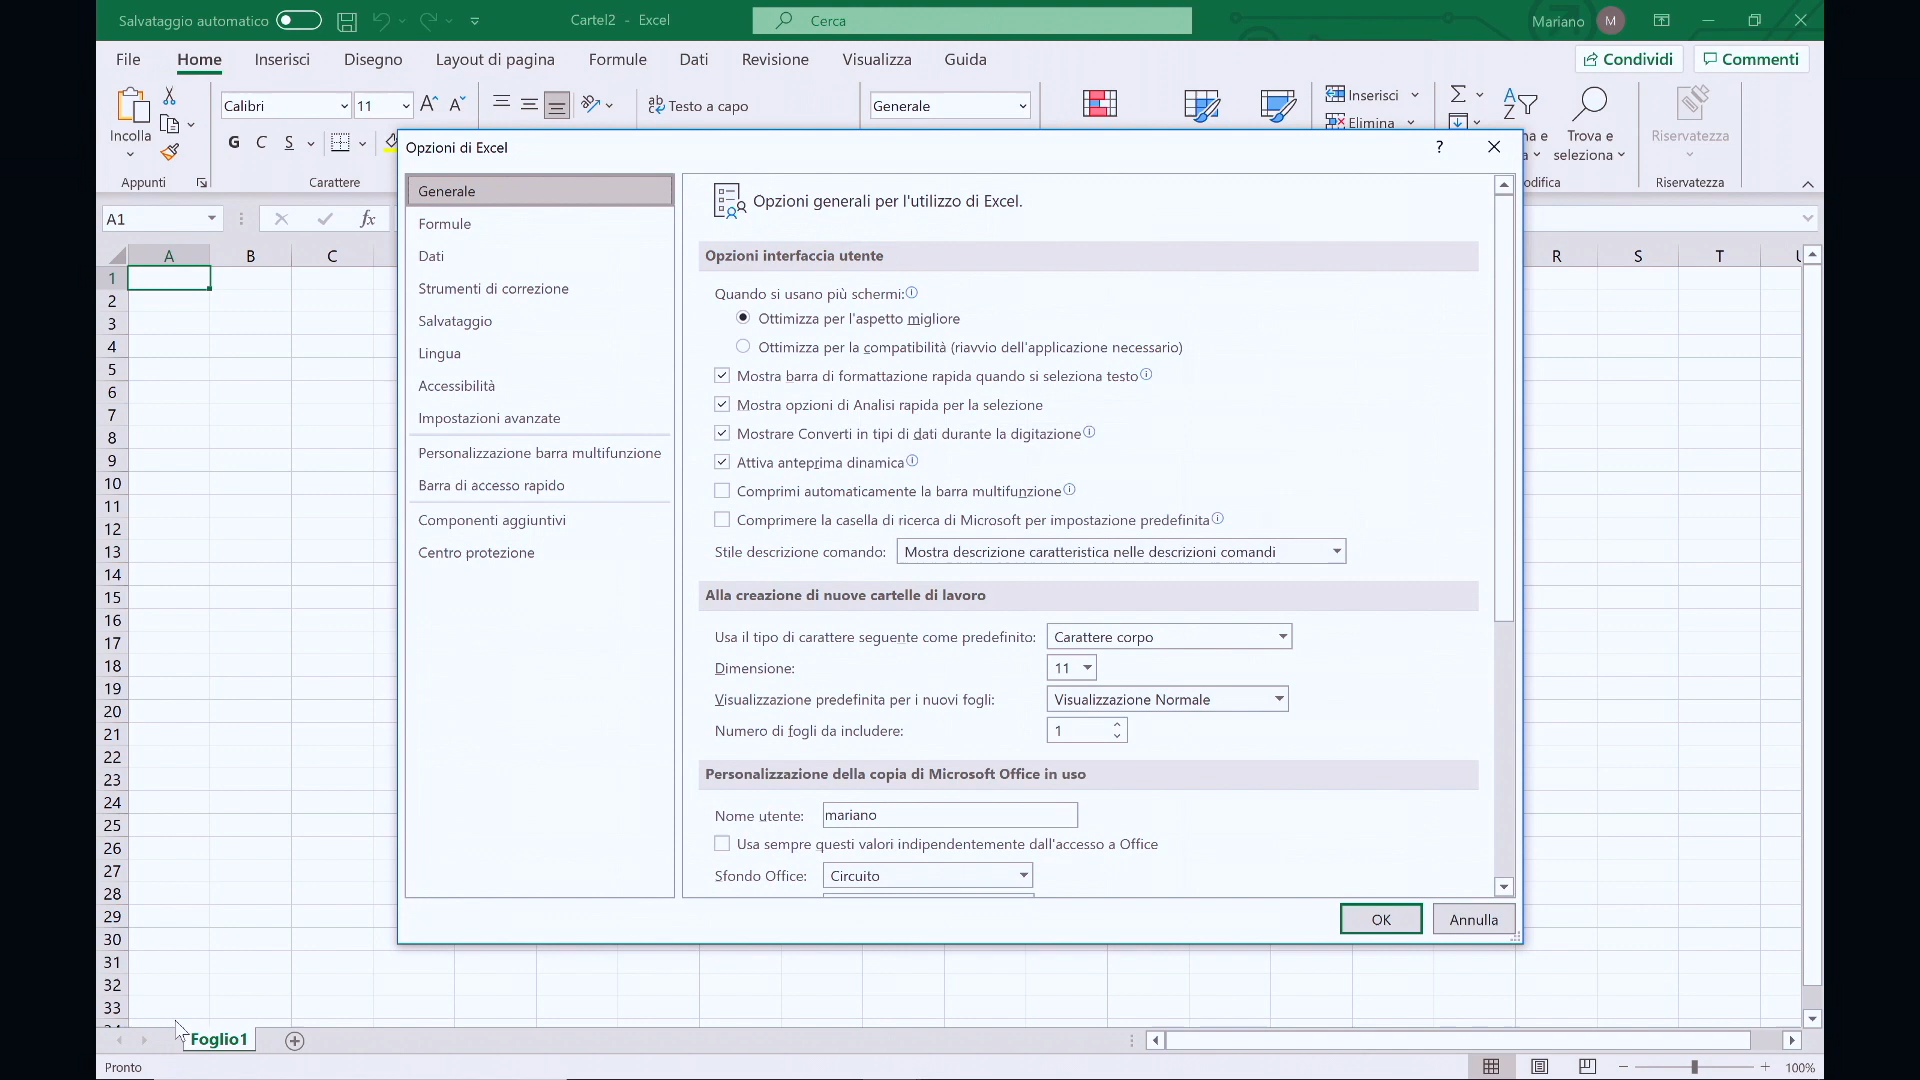 Salvataggio automatico
Cartel2 - Excel
Cerca
Mariano M
File Home Inserisci Disegno Layout di pagina Formule Dati Revisione Visualizza Guida
Condividi Commenti
Incolla
Appunti
Calibri 11
G C S
Carattere
Testo a capo
Generale
Inserisci
Elimina
Trova e
seleziona
Riservatezza
Riservatezza
A1 fx
A B C R S T
1
2
3
4
5
6
7
8
9
10
11
12
13
14
15
16
17
18
19
20
21
22
23
24
25
26
27
28
29
30
31
32
33
Opzioni di Excel ?
Generale
Formule
Dati
Strumenti di correzione
Salvataggio
Lingua
Accessibilità
Impostazioni avanzate
Personalizzazione barra multifunzione
Barra di accesso rapido
Componenti aggiuntivi
Centro protezione
Opzioni generali per l'utilizzo di Excel.
Opzioni interfaccia utente
Quando si usano più schermi:
Ottimizza per l'aspetto migliore
Ottimizza per la compatibilità (riavvio dell'applicazione necessario)
Mostra barra di formattazione rapida quando si seleziona testo
Mostra opzioni di Analisi rapida per la selezione
Mostrare Converti in tipi di dati durante la digitazione
Attiva anteprima dinamica
Comprimi automaticamente la barra multifunzione
Comprimere la casella di ricerca di Microsoft per impostazione predefinita
Stile descrizione comando: Mostra descrizione caratteristica nelle descrizioni comandi
Alla creazione di nuove cartelle di lavoro
Usa il tipo di carattere seguente come predefinito: Carattere corpo
Dimensione: 11
Visualizzazione predefinita per i nuovi fogli: Visualizzazione Normale
Numero di fogli da includere: 1
Personalizzazione della copia di Microsoft Office in uso
Nome utente: mariano
Usa sempre questi valori indipendentemente dall'accesso a Office
Sfondo Office: Circuito
OK Annulla
Foglio1
Pronto
100%